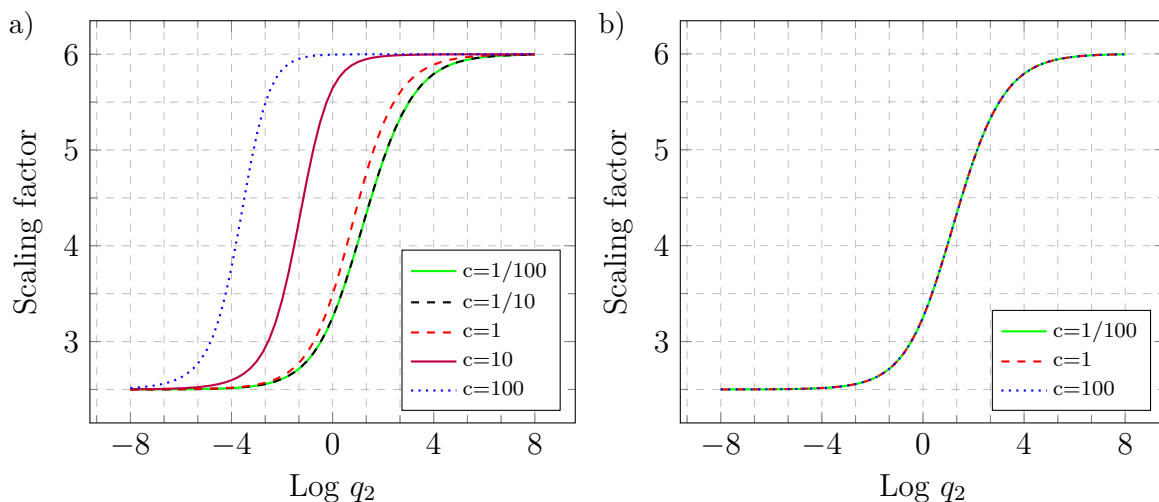 a)
Scaling factor
6
5
4
3
−8 −4 0 4 8
Log q₂
c=1/100
c=1/10
c=1
c=10
c=100
b)
Scaling factor
6
5
4
3
−8 −4 0 4 8
Log q₂
c=1/100
c=1
c=100